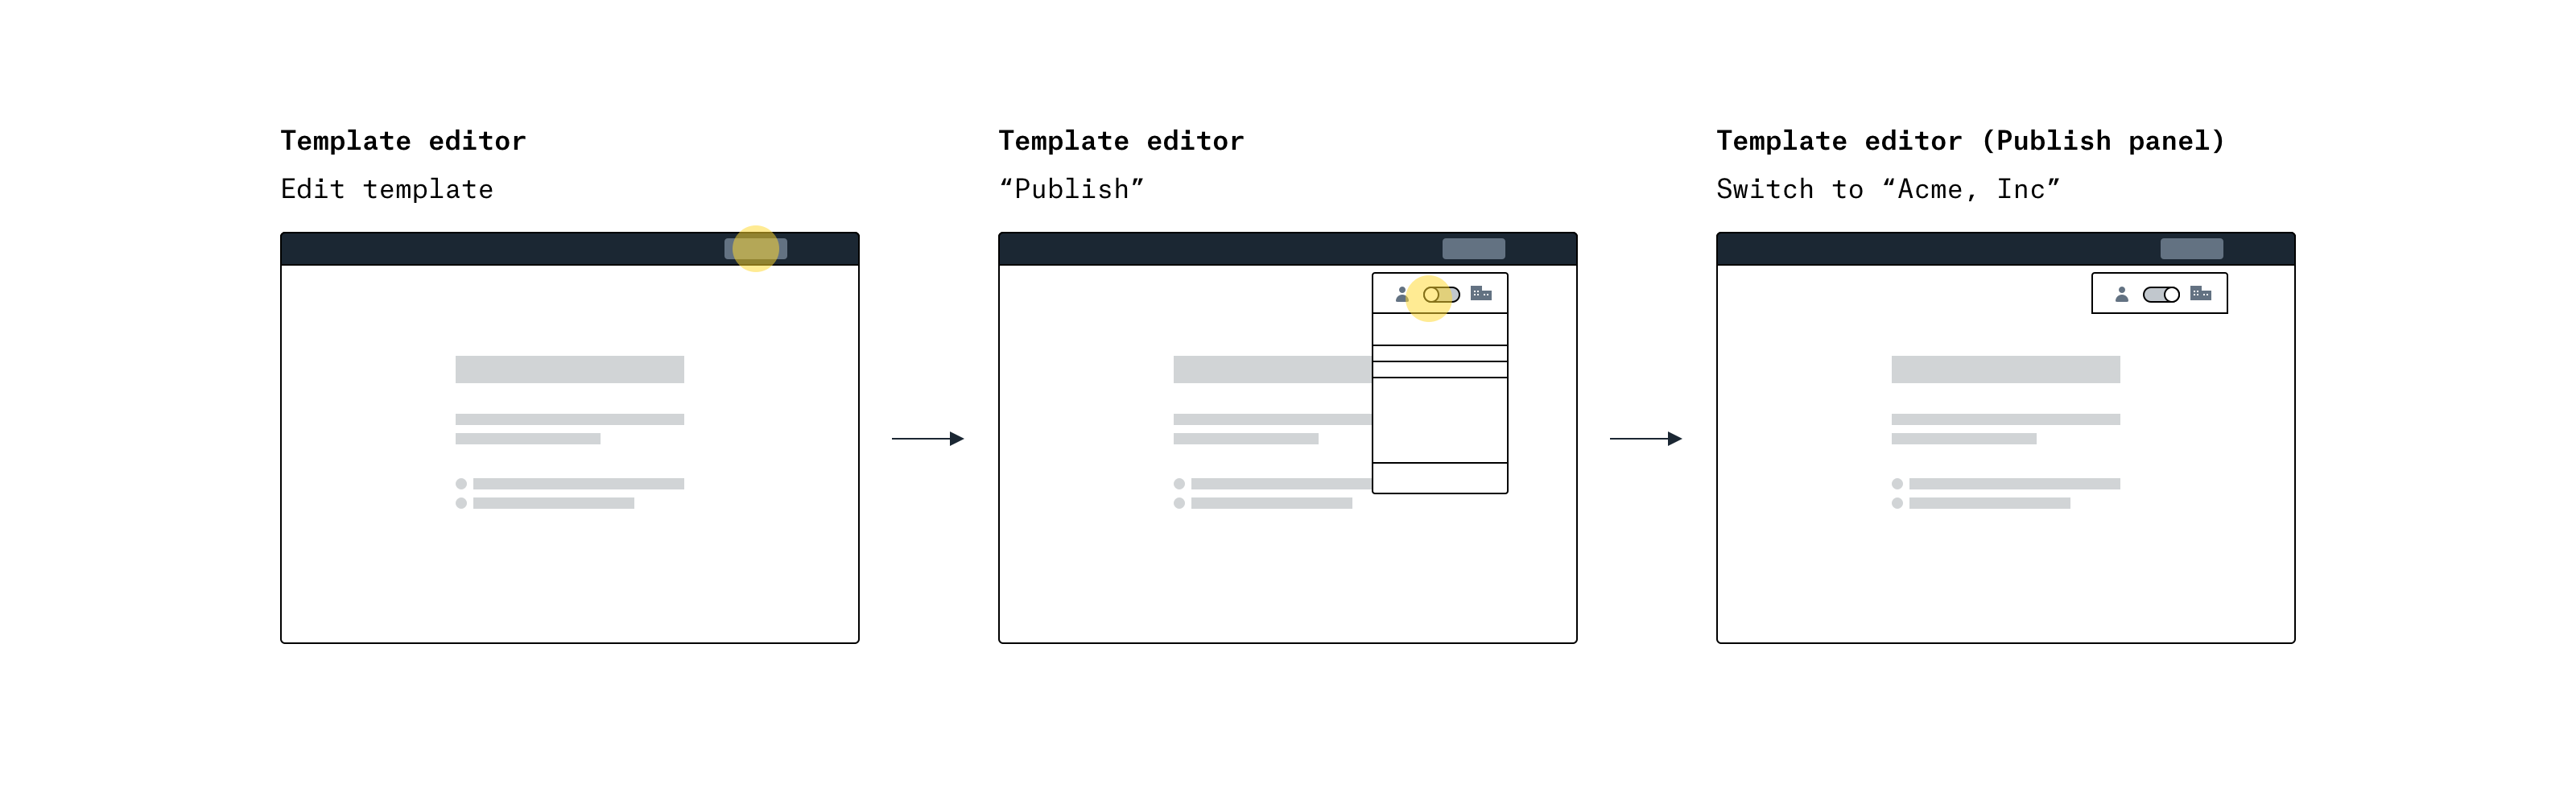 Template editor
Edit template
Template editor
“Publish”
Template editor (Publish panel)
Switch to “Acme, Inc”